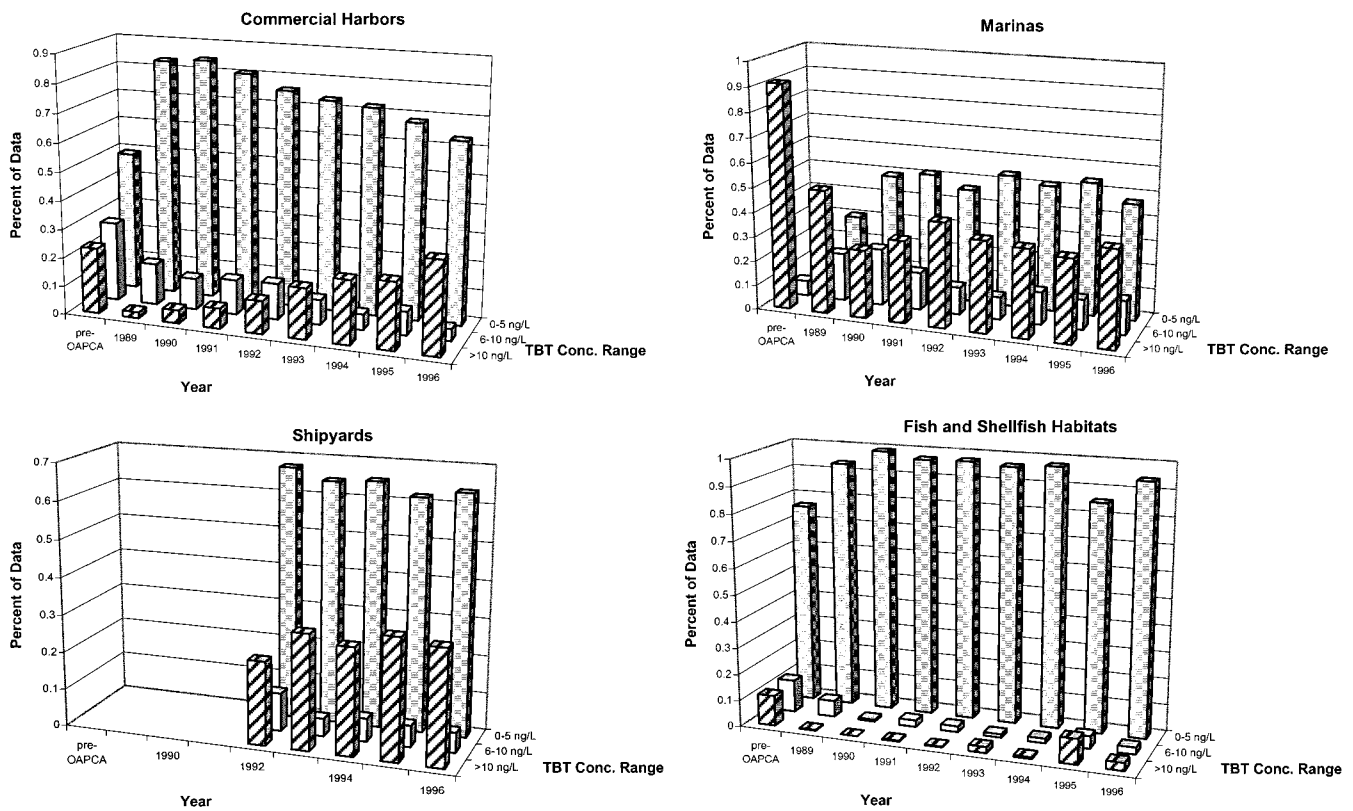 Commercial Harbors
0.9
0.8
0.7
0.6
0.5
0.4
0.3
0.2
0.1
0
Percent of Data
pre-
OAPCA
1989
1990
1991
1992
1993
1994
1995
1996
0-5 ng/L
6-10 ng/L
>10 ng/L
TBT Conc. Range
Year
Marinas
1
0.9
0.8
0.7
0.6
0.5
0.4
0.3
0.2
0.1
0
Percent of Data
pre-
OAPCA
1989
1990
1991
1992
1993
1994
1995
1996
0-5 ng/L
6-10 ng/L
>10 ng/L
TBT Conc. Range
Year
Shipyards
0.7
0.6
0.5
0.4
0.3
0.2
0.1
0
Percent of Data
pre-
OAPCA
1990
1992
1994
1996
0-5 ng/L
6-10 ng/L
>10 ng/L
TBT Conc. Range
Year
Fish and Shellfish Habitats
1
0.9
0.8
0.7
0.6
0.5
0.4
0.3
0.2
0.1
0
Percent of Data
pre-
OAPCA
1989
1990
1991
1992
1993
1994
1995
1996
0-5 ng/L
6-10 ng/L
>10 ng/L
TBT Conc. Range
Year